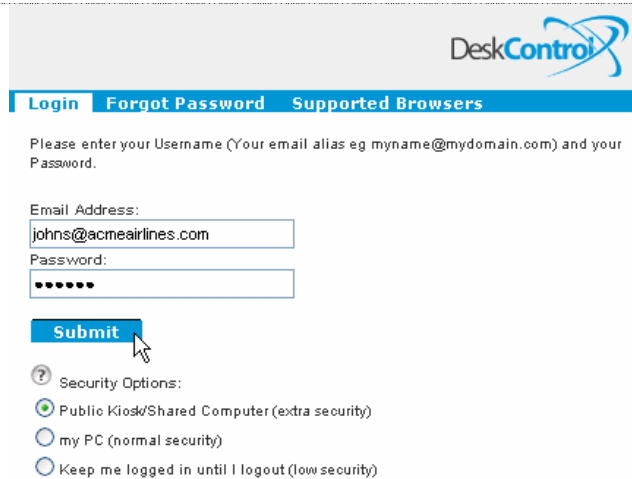 DeskControl
Login Forgot Password Supported Browsers
Please enter your Username (Your email alias eg myname@mydomain.com) and your
Password.
Email Address:
johns@acmeairlines.com
Password:
••••••
Submit
? Security Options:
Public Kiosk/Shared Computer (extra security)
my PC (normal security)
Keep me logged in until I logout (low security)